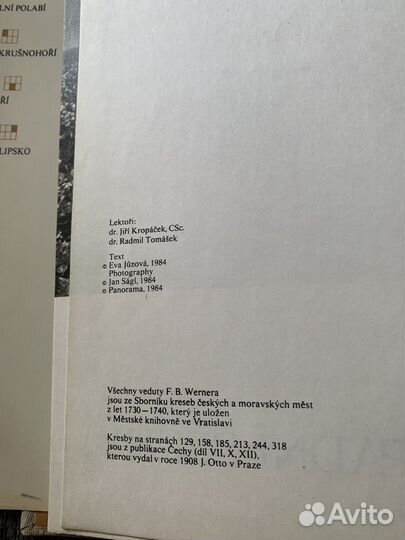 LNÍ POLABÍ
KRUŠNOHOŘÍ
ŘÍ
LIPSKO
Lektoři:
dr. Jiří Kropáček, CSc.
dr. Radmil Tomášek
Text
© Eva Jůzová, 1984
Photography
© Jan Ságl, 1984
© Panorama, 1984
Všechny veduty F. B. Wernera
jsou ze Sborníku kreseb českých a moravských měst
z let 1730—1740, který je uložen
v Městské knihovně ve Vratislavi
Kresby na stranách 129, 158, 185, 213, 244, 318
jsou z publikace Čechy (díl VII, X, XII),
kterou vydal v roce 1908 J. Otto v Praze
Avito